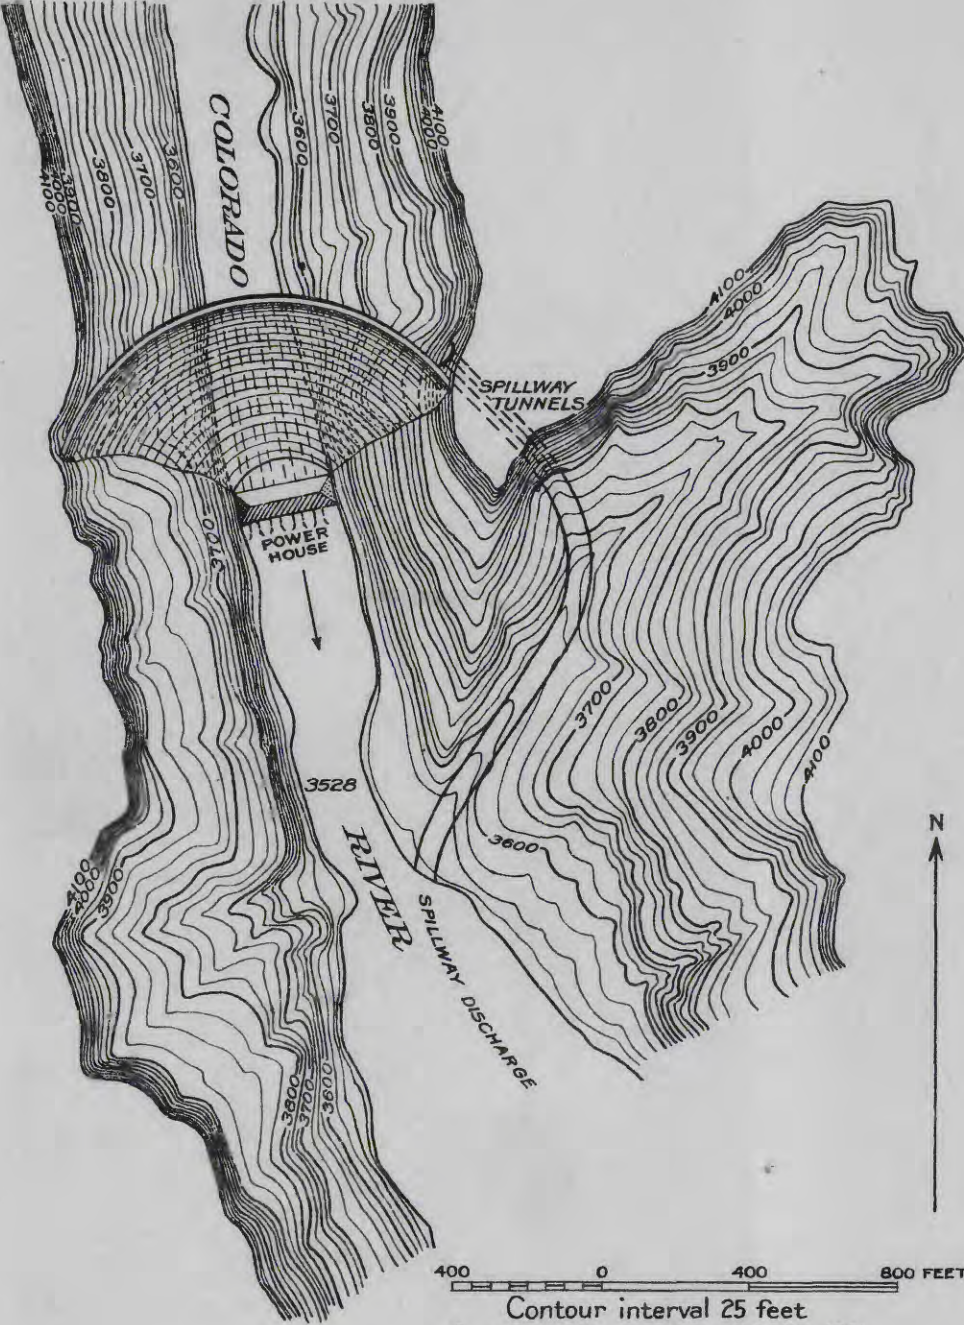 COLORADO
4100
4000
3900
3800
3700
3600
3600
3700
3800
3900
4000
4100
4100
4000
3900
SPILLWAY
TUNNELS
3700
POWER
HOUSE
3528
RIVER
3600
3700
3800
3900
4000
4100
4100
4000
3900
SPILLWAY DISCHARGE
3800
3700
3600
N
400 0 400 800 FEET
Contour interval 25 feet